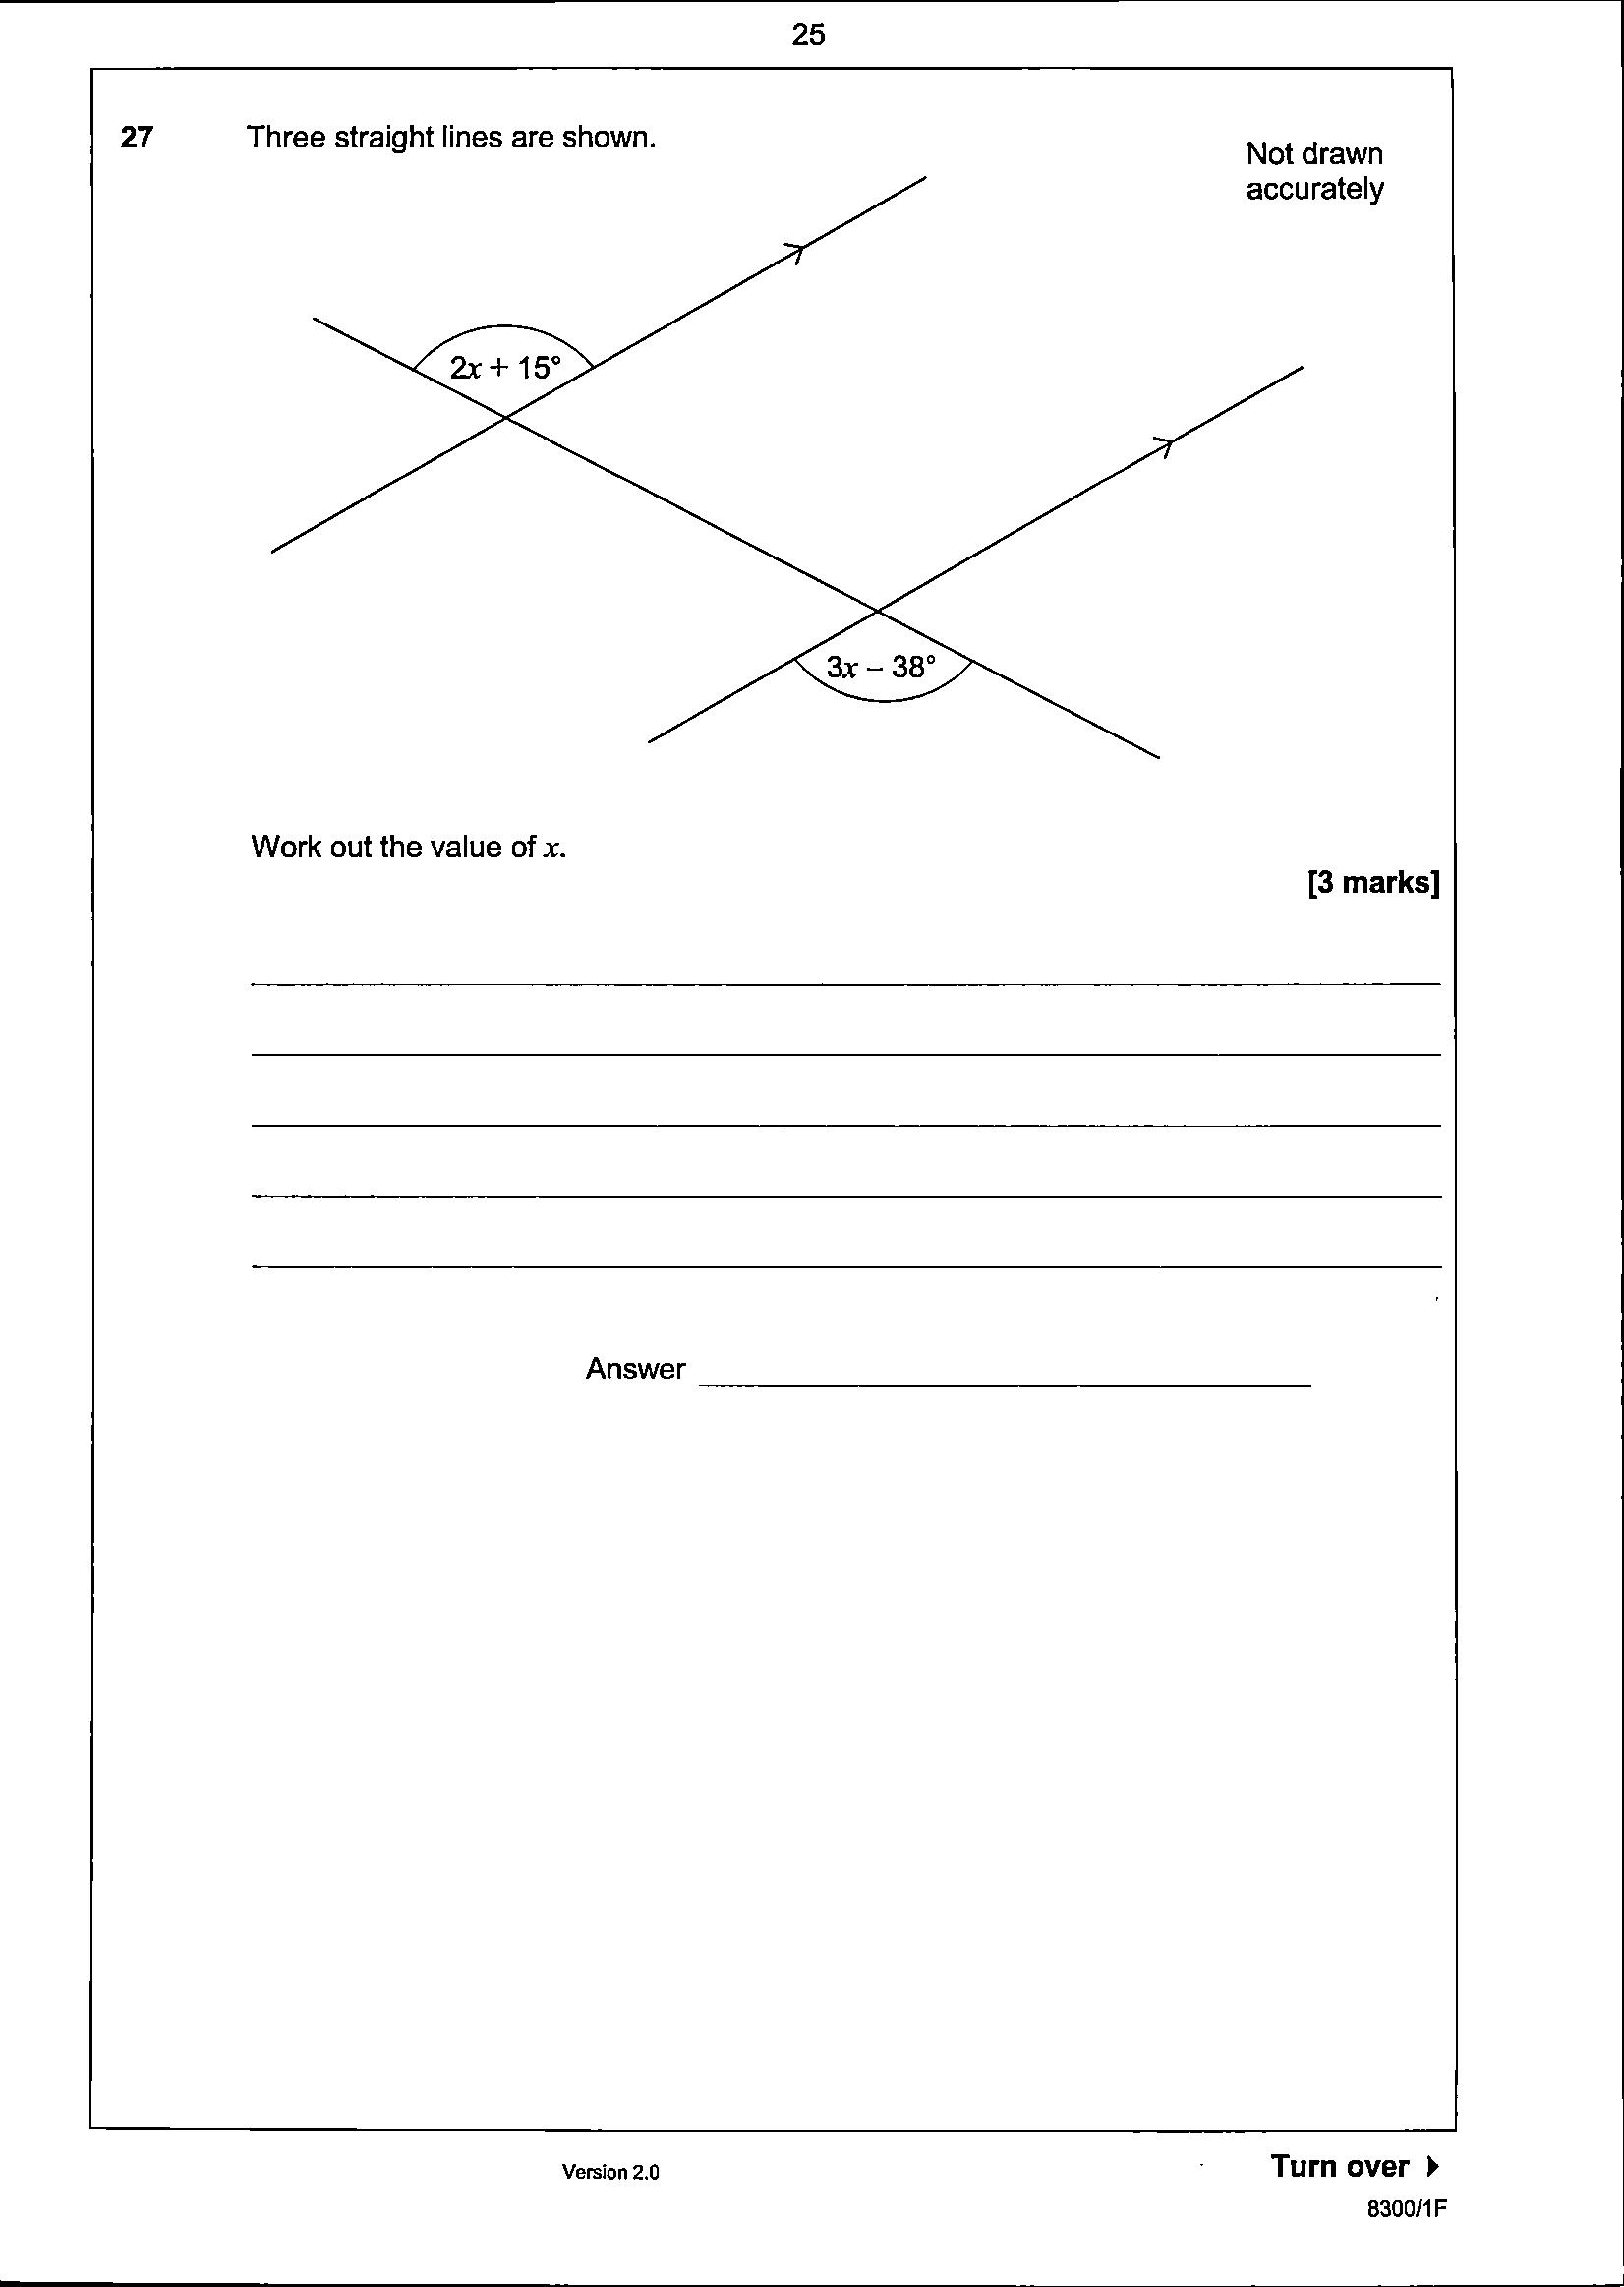 25
27 Three straight lines are shown.
Not drawn
accurately
2x + 15°
3x – 38°
Work out the value of x.
[3 marks]
Answer
Version 2.0
Turn over
8300/1F